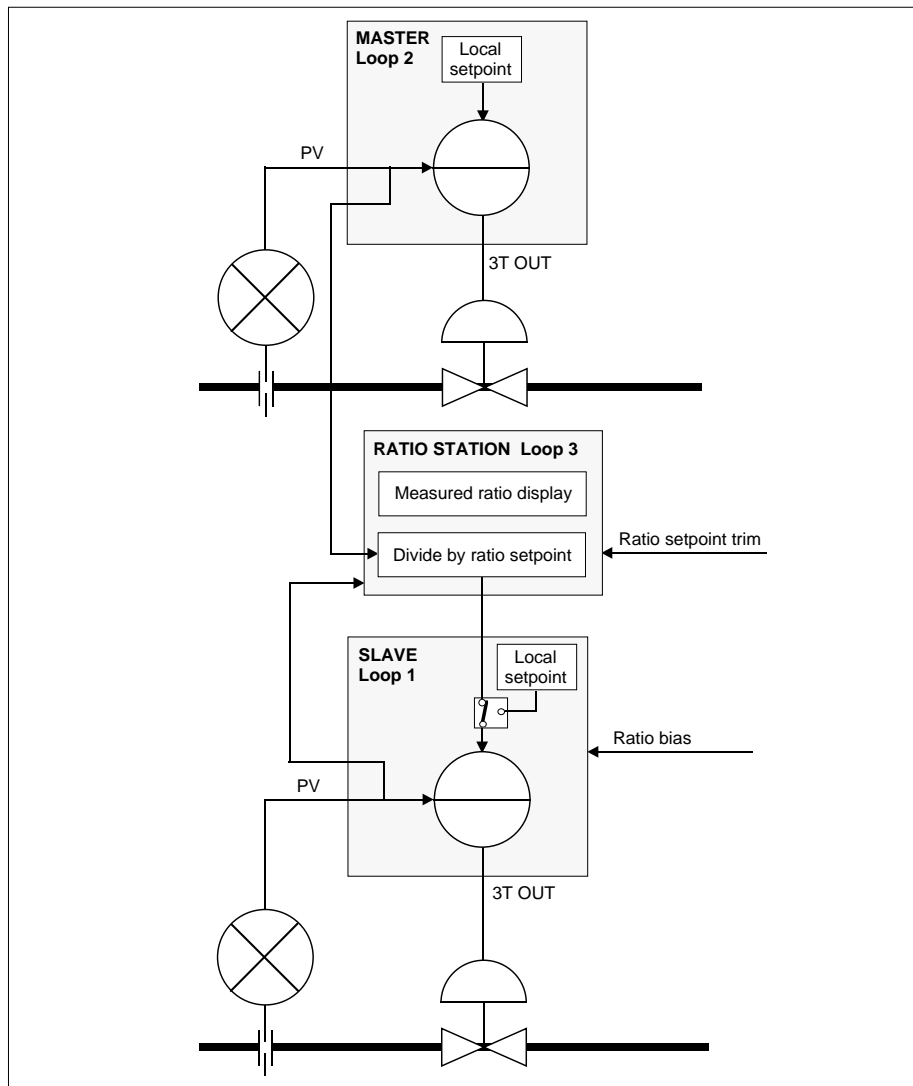 MASTER
Loop 2
Local
setpoint
PV
3T OUT
RATIO STATION Loop 3
Measured ratio display
Divide by ratio setpoint
Ratio setpoint trim
SLAVE
Loop 1
Local
setpoint
Ratio bias
PV
3T OUT